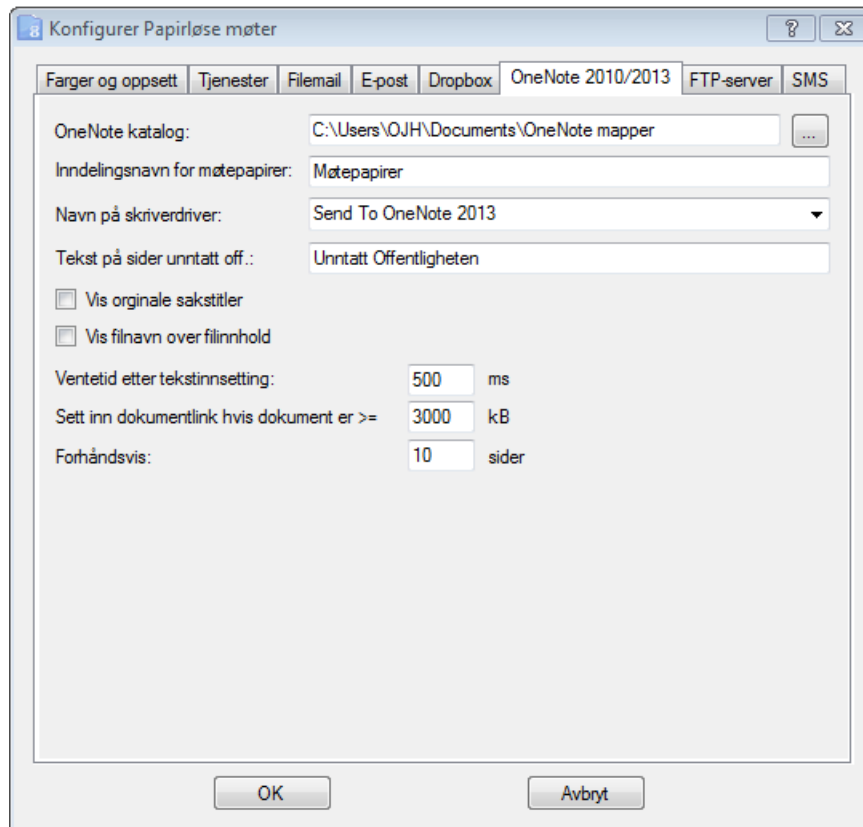 Konfigurer Papirløse møter
Farger og oppsett Tjenester Filemail E-post Dropbox OneNote 2010/2013 FTP-server SMS
OneNote katalog: C:\Users\OJH\Documents\OneNote mapper ...
Inndelingsnavn for møtepapirer: Møtepapirer
Navn på skriverdriver: Send To OneNote 2013
Tekst på sider unntatt off.: Unntatt Offentligheten
Vis orginale sakstitler
Vis filnavn over filinnhold
Ventetid etter tekstinnsetting: 500 ms
Sett inn dokumentlink hvis dokument er >= 3000 kB
Forhåndsvis: 10 sider
OK Avbryt